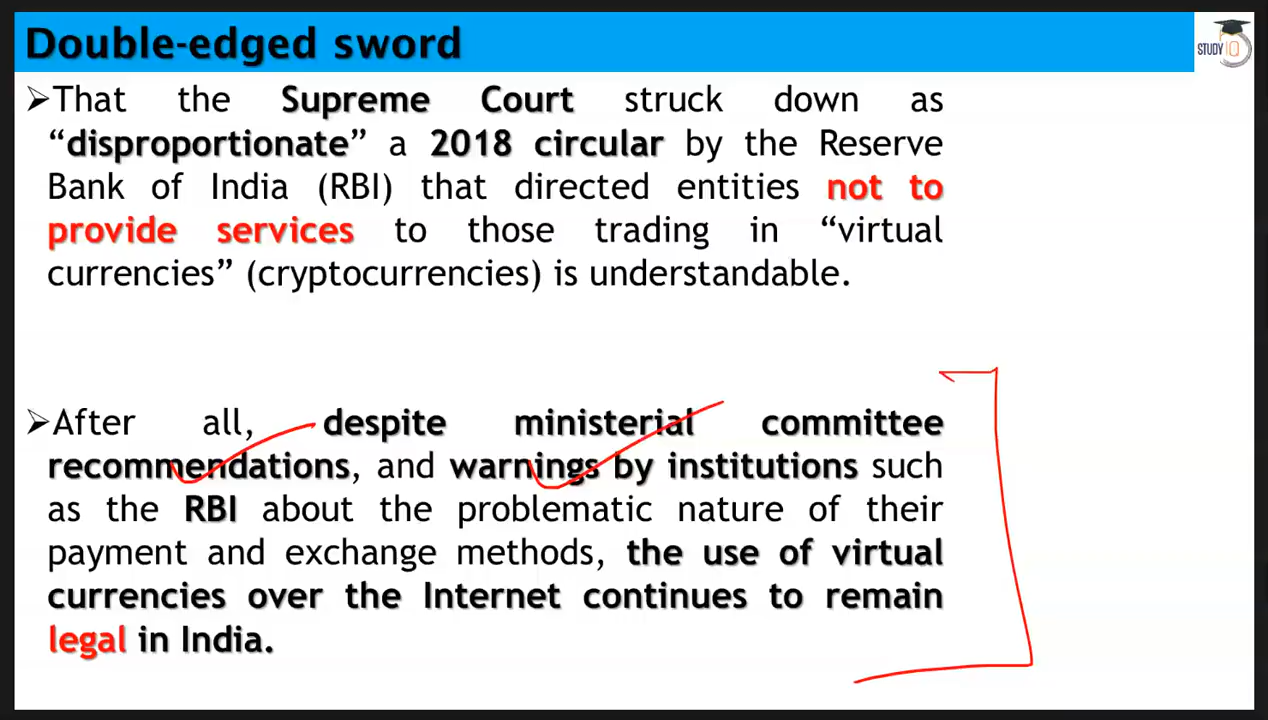 Double-edged sword
STUDY IQ
➢That the Supreme Court struck down as
“disproportionate” a 2018 circular by the Reserve
Bank of India (RBI) that directed entities not to
provide services to those trading in “virtual
currencies” (cryptocurrencies) is understandable.
➢After all, despite ministerial committee
recommendations, and warnings by institutions such
as the RBI about the problematic nature of their
payment and exchange methods, the use of virtual
currencies over the Internet continues to remain
legal in India.